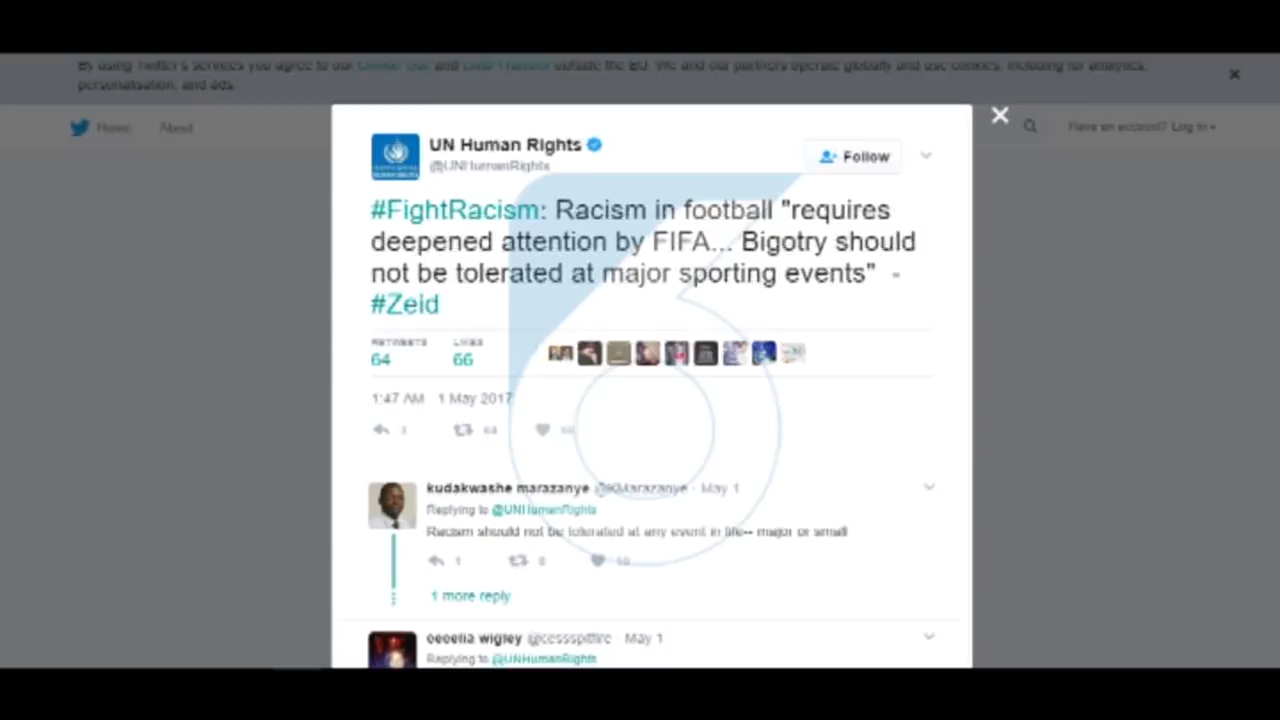 By using Twitter's services you agree to our Cookie Use and Data Transfer outside the EU. We and our partners operate globally and use cookies, including for analytics,
personalisation, and ads.
Home About
Have an account? Log in
UN Human Rights
@UNHumanRights
Follow
#FightRacism: Racism in football "requires
deepened attention by FIFA... Bigotry should
not be tolerated at major sporting events" -
#Zeid
RETWEETS LIKES
64 66
1:47 AM 1 May 2017
kudakwashe marazanye @KMarazanye · May 1
Replying to @UNHumanRights
Racism should not be tolerated at any event in life-- major or small
1
1 more reply
cecelia wigley @cessspitfire · May 1
Replying to @UNHumanRights